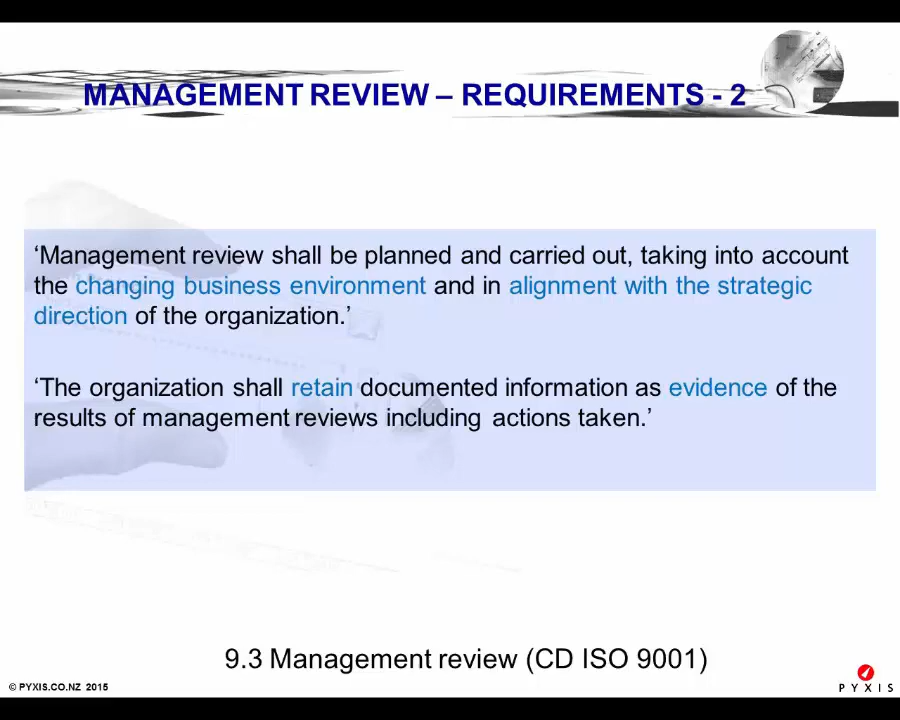 MANAGEMENT REVIEW – REQUIREMENTS - 2
‘Management review shall be planned and carried out, taking into account
the changing business environment and in alignment with the strategic
direction of the organization.’
‘The organization shall retain documented information as evidence of the
results of management reviews including actions taken.’
9.3 Management review (CD ISO 9001)
© PYXIS.CO.NZ 2015
PYXIS